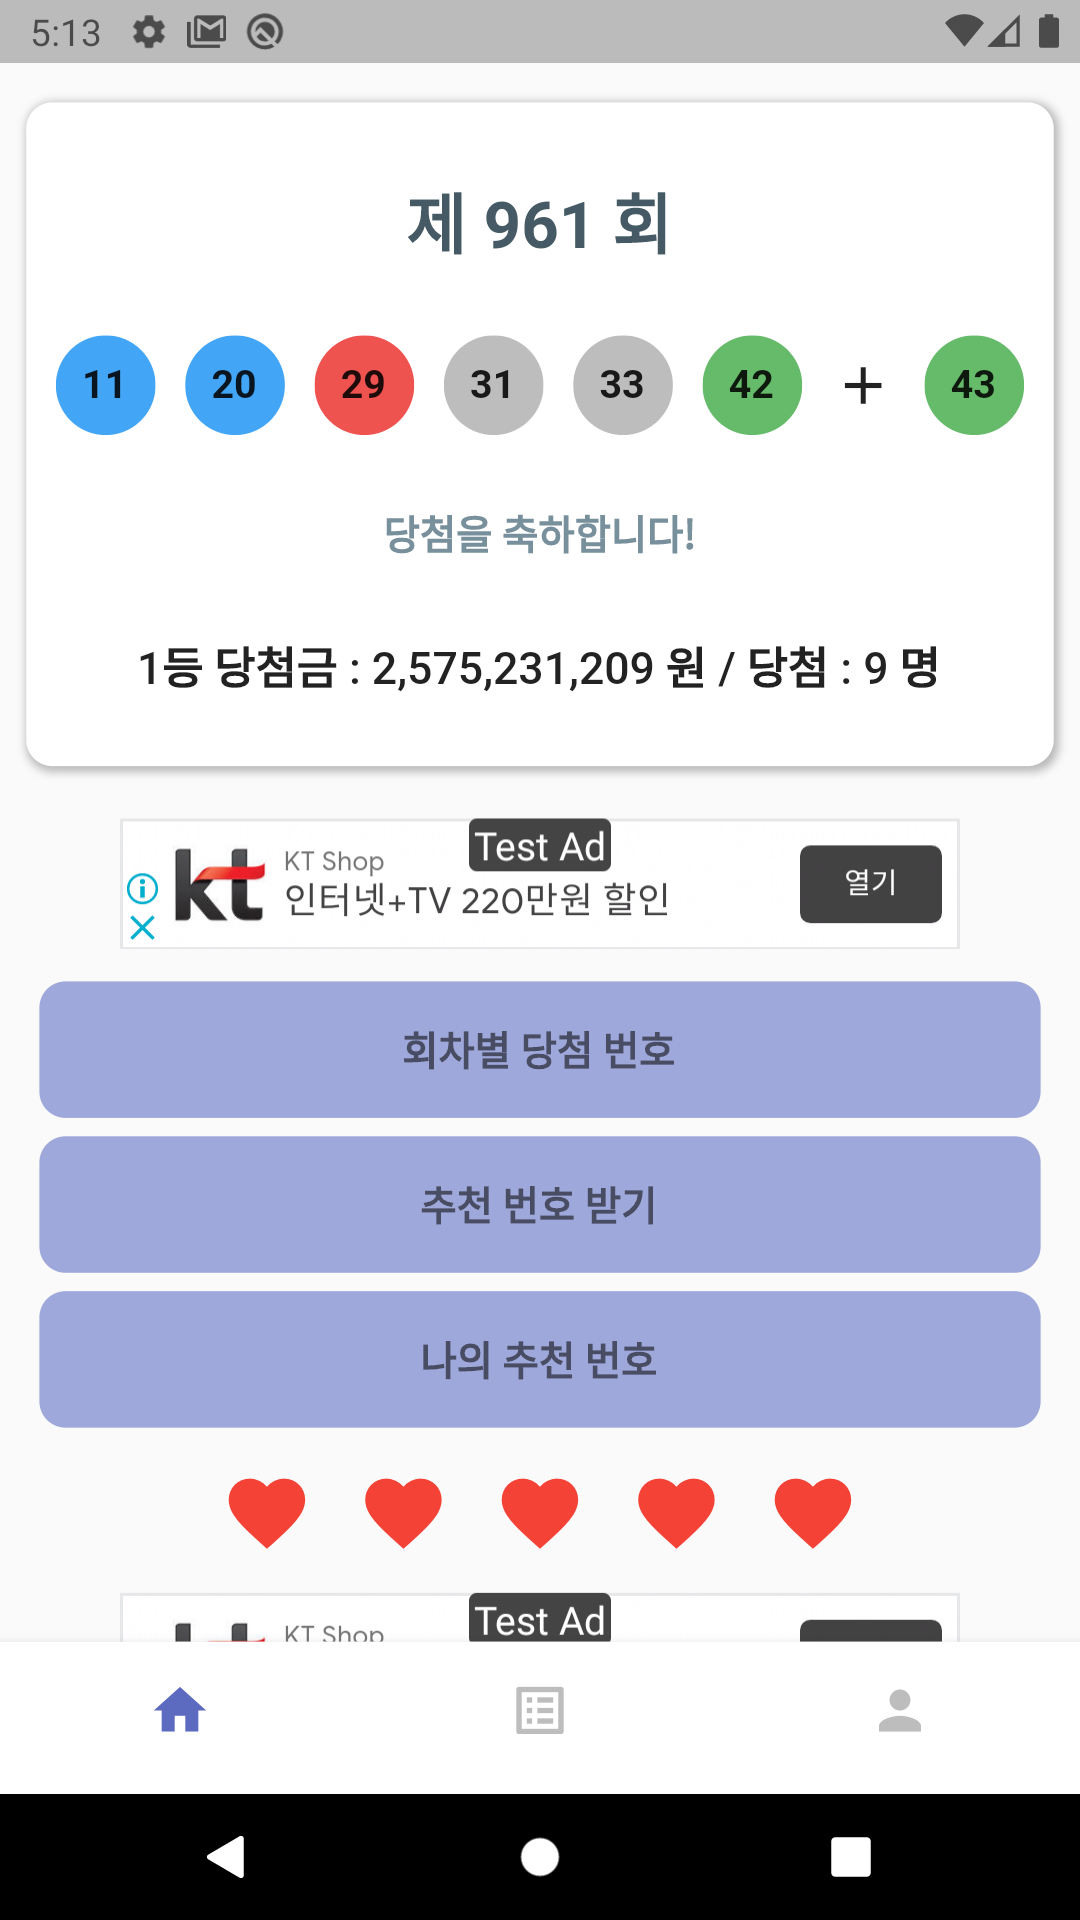 5:13
제 961 회
11 20 29 31 33 42 + 43
당첨을 축하합니다!
1등 당첨금 : 2,575,231,209 원 / 당첨 : 9 명
Test Ad
kt
KT Shop
인터넷+TV 220만원 할인
열기
회차별 당첨 번호
추천 번호 받기
나의 추천 번호
Test Ad
KT Shop